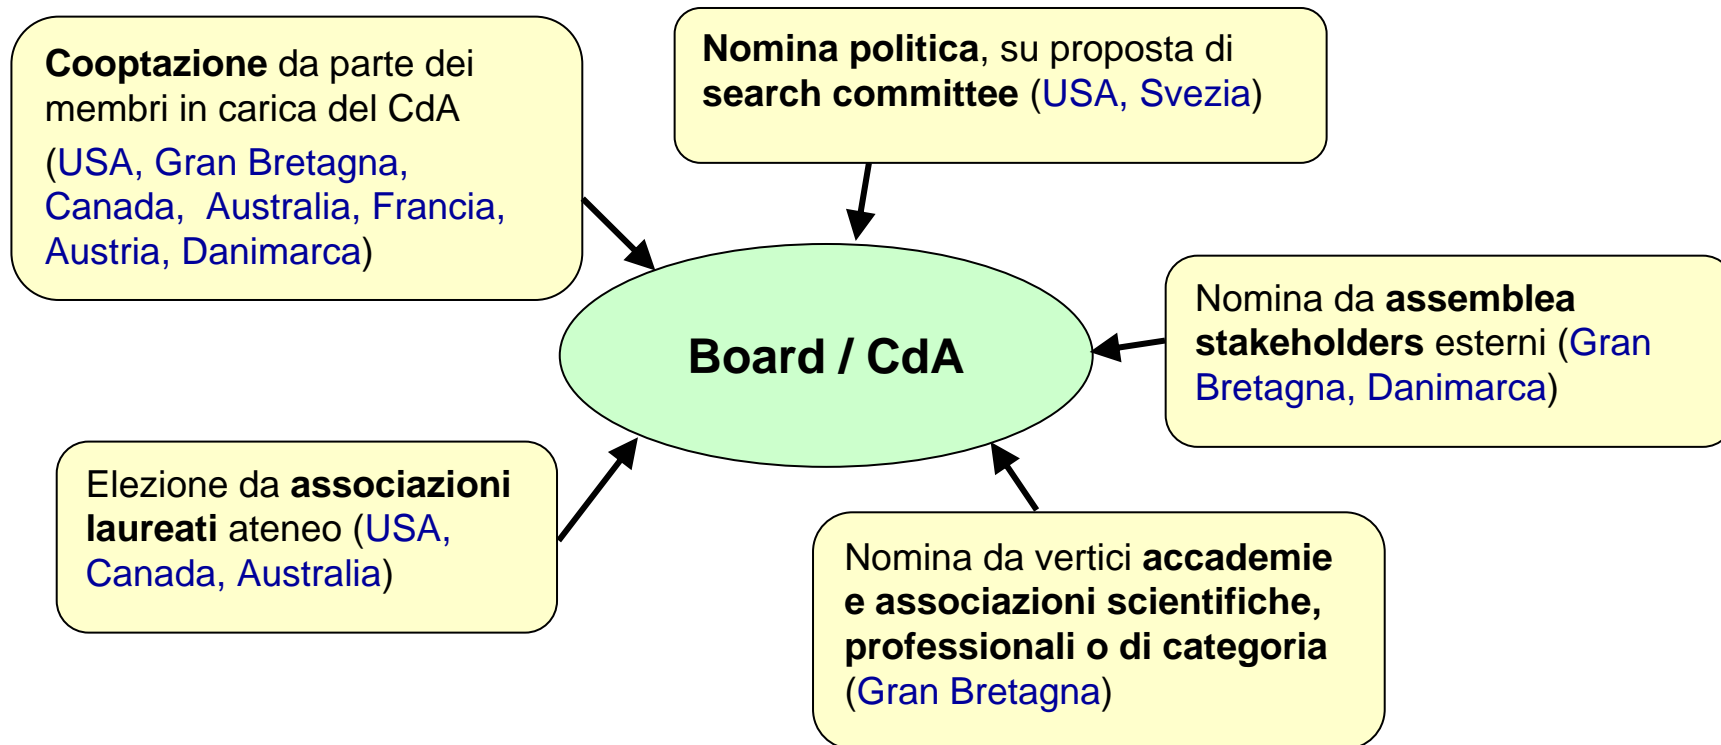 Cooptazione da parte dei
membri in carica del CdA
(USA, Gran Bretagna,
Canada, Australia, Francia,
Austria, Danimarca)
Nomina politica, su proposta di
search committee (USA, Svezia)
Board / CdA
Nomina da assemblea
stakeholders esterni (Gran
Bretagna, Danimarca)
Elezione da associazioni
laureati ateneo (USA,
Canada, Australia)
Nomina da vertici accademie
e associazioni scientifiche,
professionali o di categoria
(Gran Bretagna)